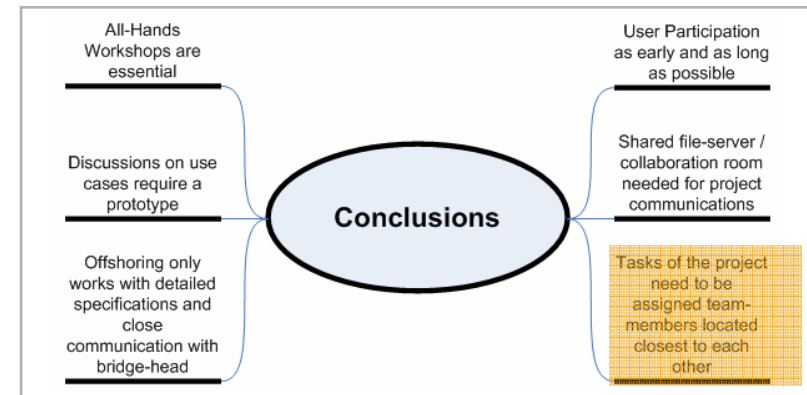 All-Hands
Workshops are
essential
Discussions on use
cases require a
prototype
Offshoring only
works with detailed
specifications and
close
communication with
bridge-head
Conclusions
User Participation
as early and as long
as possible
Shared file-server /
collaboration room
needed for project
communications
Tasks of the project
need to be
assigned team-
members located
closest to each
other